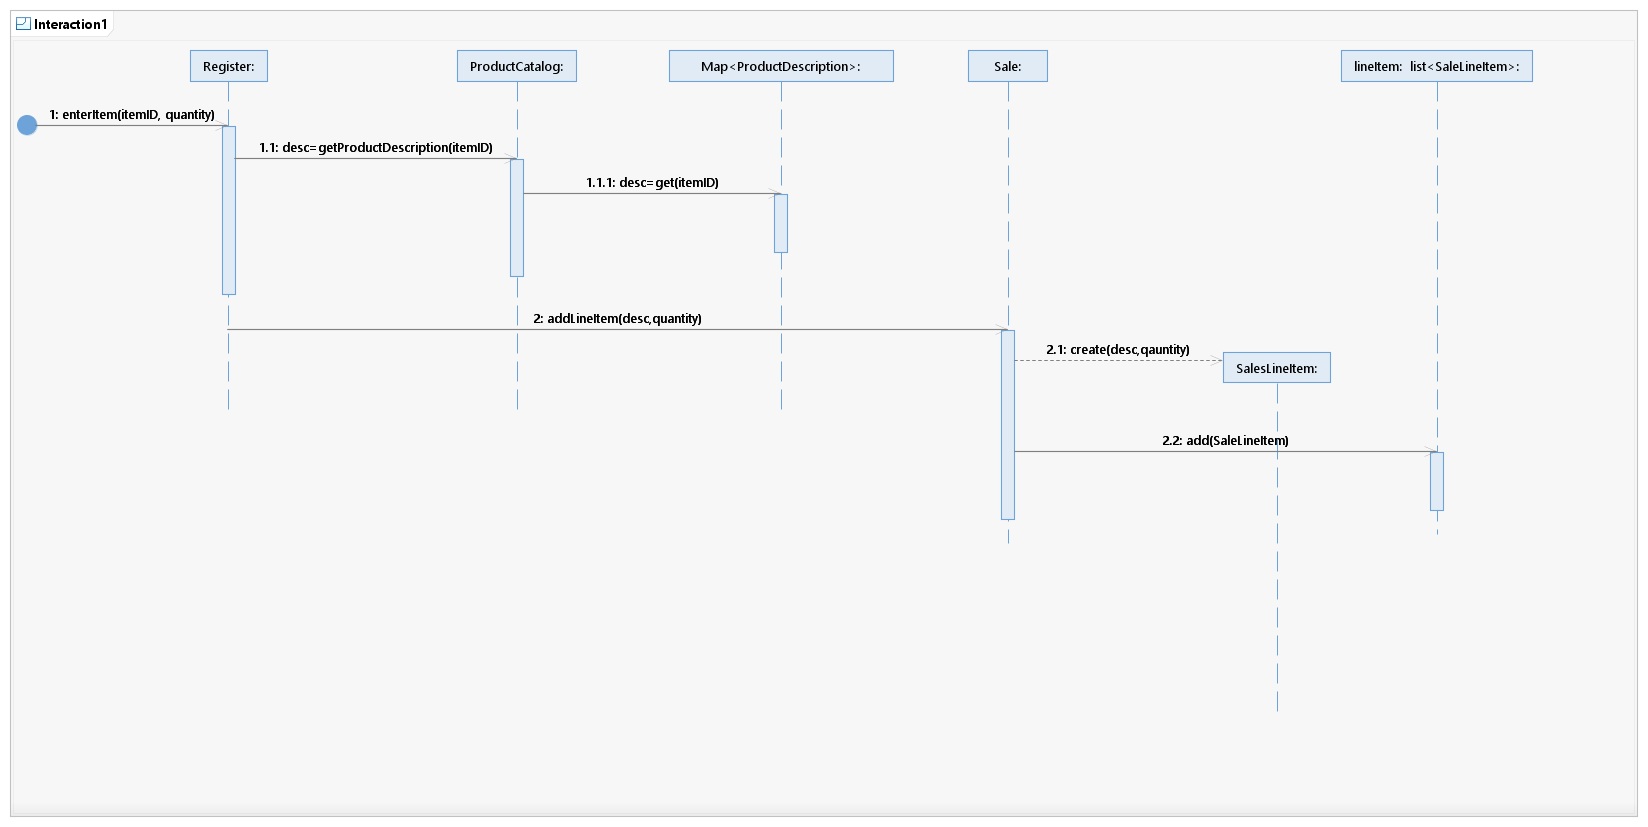 Interaction1
Register:
ProductCatalog:
Map<ProductDescription>:
Sale:
lineItem: list<SaleLineItem>:
1: enterItem(itemID, quantity)
1.1: desc=getProductDescription(itemID)
1.1.1: desc=get(itemID)
2: addLineItem(desc,quantity)
2.1: create(desc,qauntity)
SalesLineItem:
2.2: add(SaleLineItem)